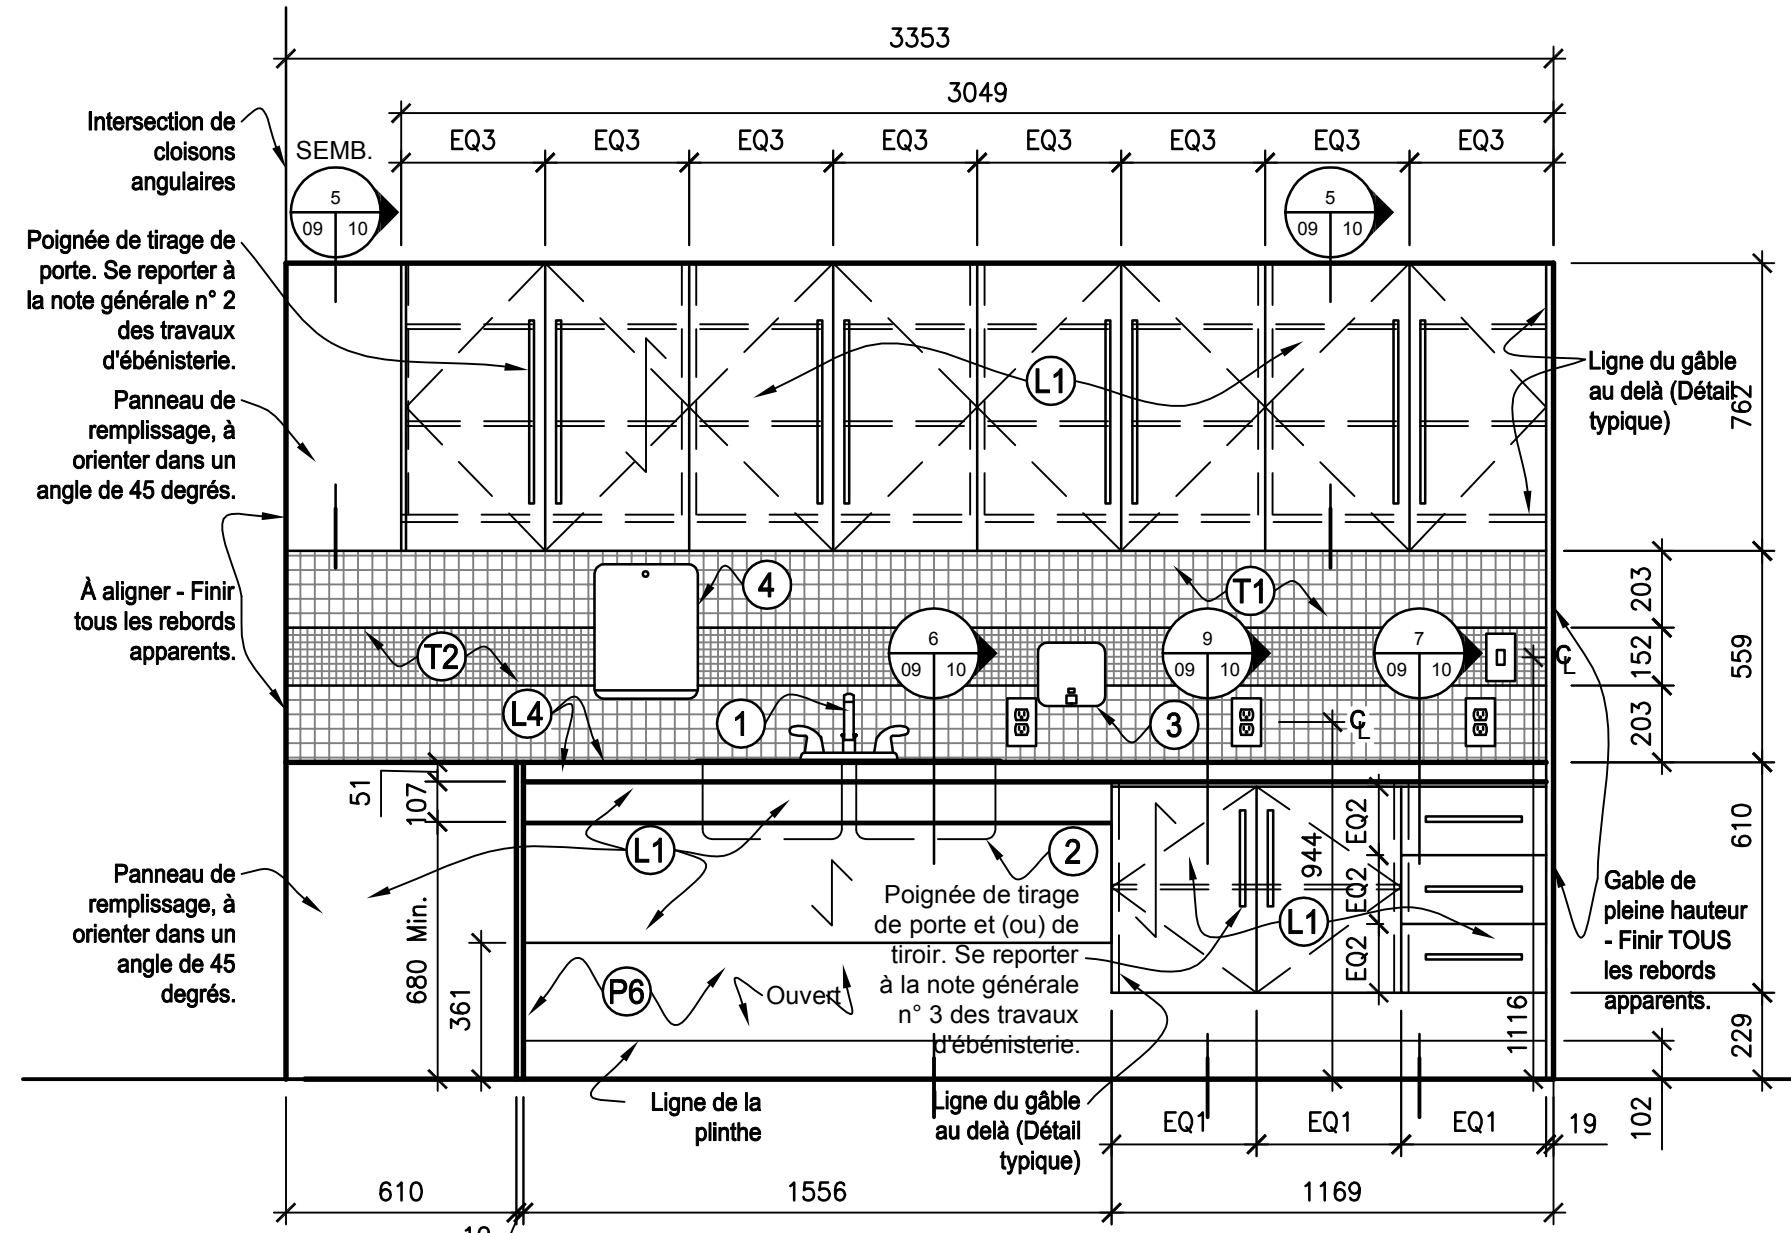 3353
3049
EQ3 EQ3 EQ3 EQ3 EQ3 EQ3 EQ3 EQ3
Intersection de
cloisons
angulaires
SEMB.
5
09 10
5
09 10
Poignée de tirage de
porte. Se reporter à
la note générale n° 2
des travaux
d'ébénisterie.
Panneau de
remplissage, à
orienter dans un
angle de 45 degrés.
À aligner - Finir
tous les rebords
apparents.
Panneau de
remplissage, à
orienter dans un
angle de 45
degrés.
L1
Ligne du gâble
au delà (Détail
typique)
762
4
T1
T2
6
09 10
9
09 10
7
09 10
L4
1
3
CL
CL
203
152
203
559
610
229
51
107
680 Min.
361
L1
2
Poignée de tirage
de porte et (ou) de
tiroir. Se reporter
à la note générale
n° 3 des travaux
d'ébénisterie.
P6
Ouvert
944
EQ2
EQ2
EQ2
L1
1116
Gable de
pleine hauteur
- Finir TOUS
les rebords
apparents.
102
Ligne de la
plinthe
Ligne du gâble
au delà (Détail
typique)
EQ1 EQ1 EQ1 19
610 1556 1169